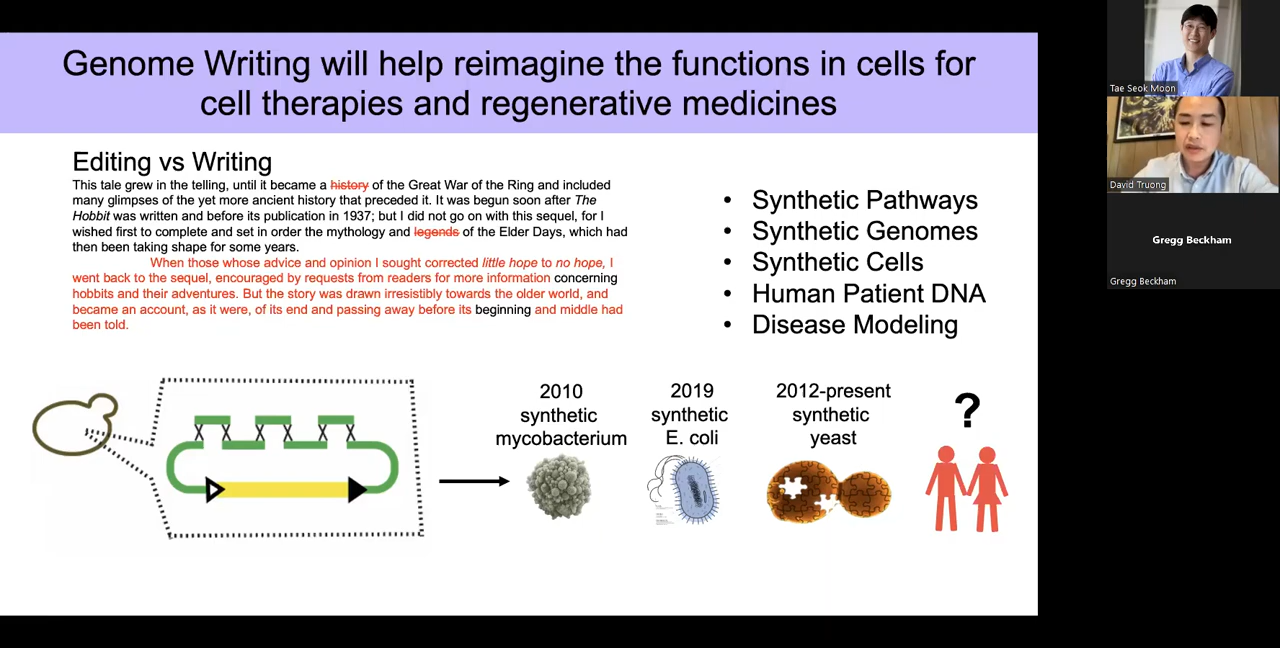 Genome Writing will help reimagine the functions in cells for
cell therapies and regenerative medicines
Editing vs Writing
This tale grew in the telling, until it became a history of the Great War of the Ring and included
many glimpses of the yet more ancient history that preceded it. It was begun soon after The
Hobbit was written and before its publication in 1937; but I did not go on with this sequel, for I
wished first to complete and set in order the mythology and legends of the Elder Days, which had
then been taking shape for some years.
When those whose advice and opinion I sought corrected little hope to no hope, I
went back to the sequel, encouraged by requests from readers for more information concerning
hobbits and their adventures. But the story was drawn irresistibly towards the older world, and
became an account, as it were, of its end and passing away before its beginning and middle had
been told.
• Synthetic Pathways
• Synthetic Genomes
• Synthetic Cells
• Human Patient DNA
• Disease Modeling
2010
synthetic
mycobacterium
2019
synthetic
E. coli
2012-present
synthetic
yeast
?
Tae Seok Moon
David Truong
Gregg Beckham
Gregg Beckham